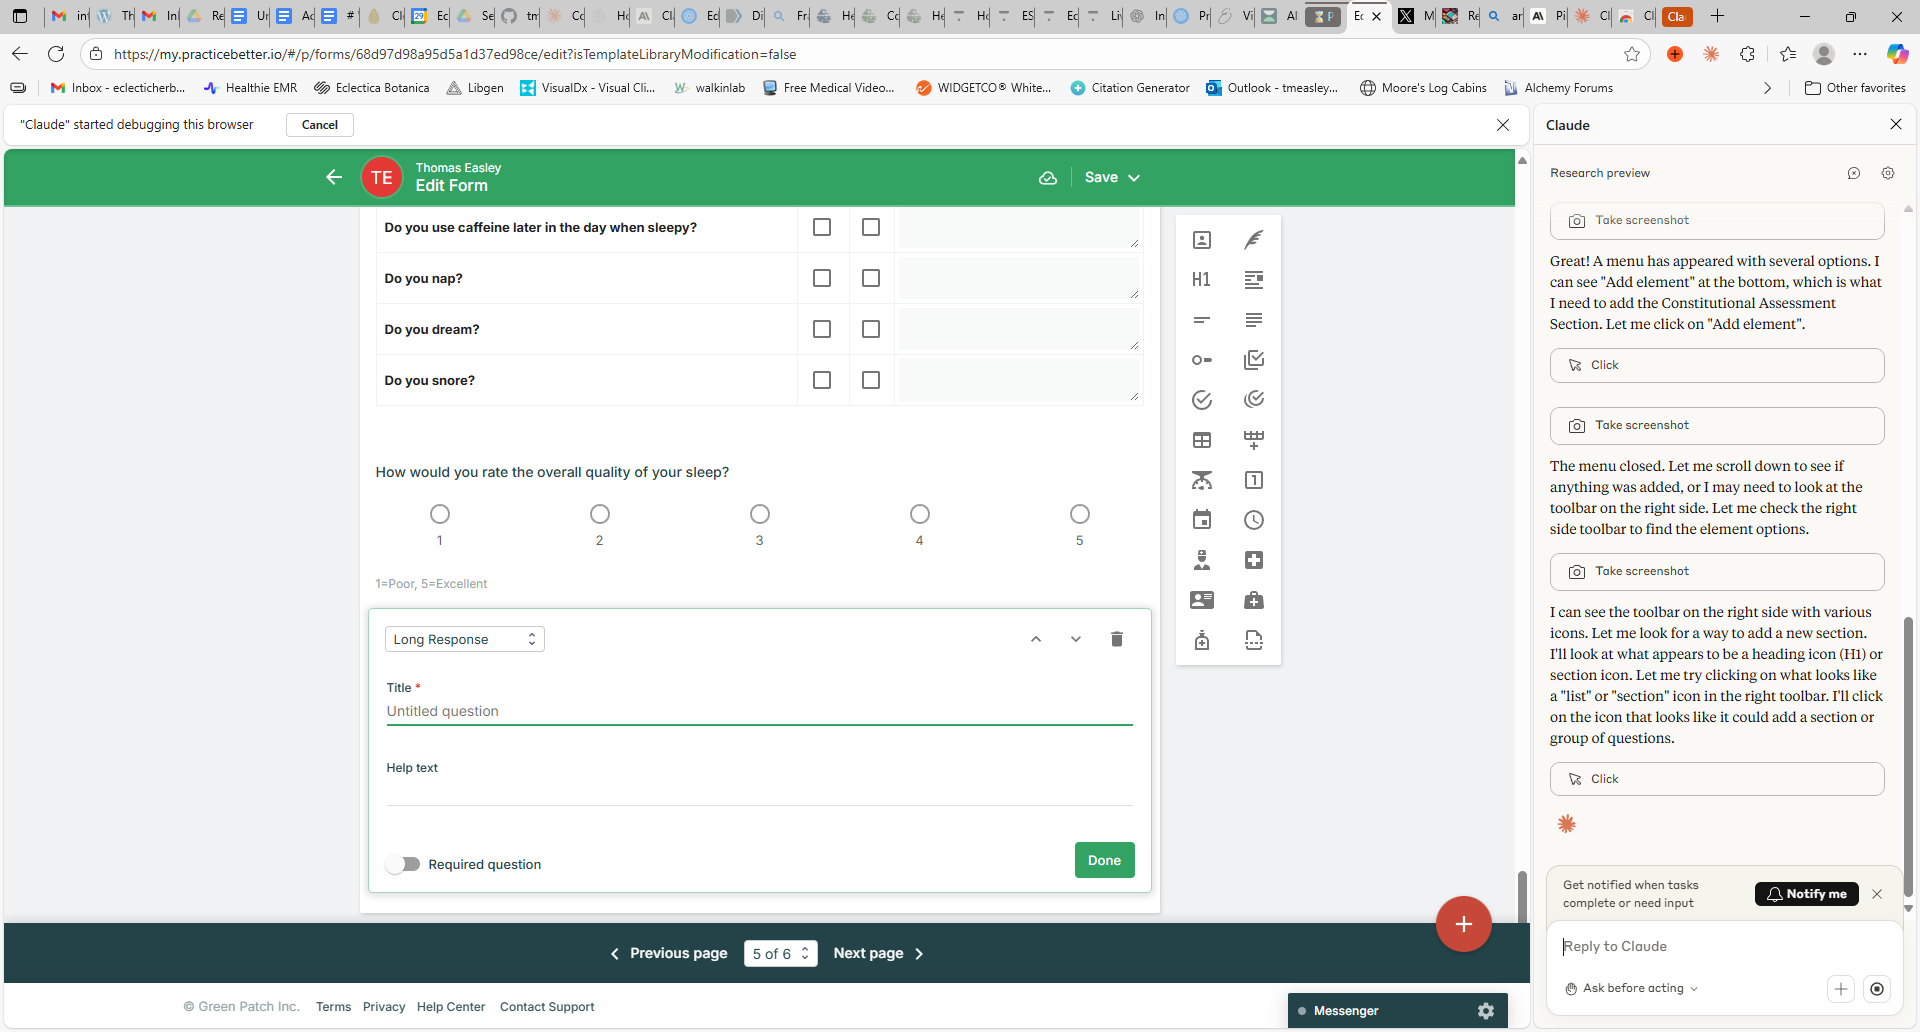 https://my.practicebetter.io/#/p/forms/68d97d98a95d5a1d37ed98ce/edit?isTemplateLibraryModification=false
Inbox - eclecticherb...
Healthie EMR
Eclectica Botanica
Libgen
VisualDx - Visual Cli...
walkinlab
Free Medical Video...
WIDGETCO® White...
Citation Generator
Outlook - tmeasley...
Moore's Log Cabins
Alchemy Forums
Other favorites
"Claude" started debugging this browser
Cancel
TE
Thomas Easley
Edit Form
Save
Do you use caffeine later in the day when sleepy?
Do you nap?
Do you dream?
Do you snore?
How would you rate the overall quality of your sleep?
1
2
3
4
5
1=Poor, 5=Excellent
Long Response
Title *
Untitled question
Help text
Required question
Done
H1
1
Previous page
5 of 6
Next page
© Green Patch Inc.
Terms
Privacy
Help Center
Contact Support
Messenger
Claude
Research preview
Take screenshot
Great! A menu has appeared with several options. I
can see "Add element" at the bottom, which is what
I need to add the Constitutional Assessment
Section. Let me click on "Add element".
Click
Take screenshot
The menu closed. Let me scroll down to see if
anything was added, or I may need to look at the
toolbar on the right side. Let me check the right
side toolbar to find the element options.
Take screenshot
I can see the toolbar on the right side with various
icons. Let me look for a way to add a new section.
I'll look at what appears to be a heading icon (H1) or
section icon. Let me try clicking on what looks like
a "list" or "section" icon in the right toolbar. I'll click
on the icon that looks like it could add a section or
group of questions.
Click
Get notified when tasks
complete or need input
Notify me
Reply to Claude
Ask before acting